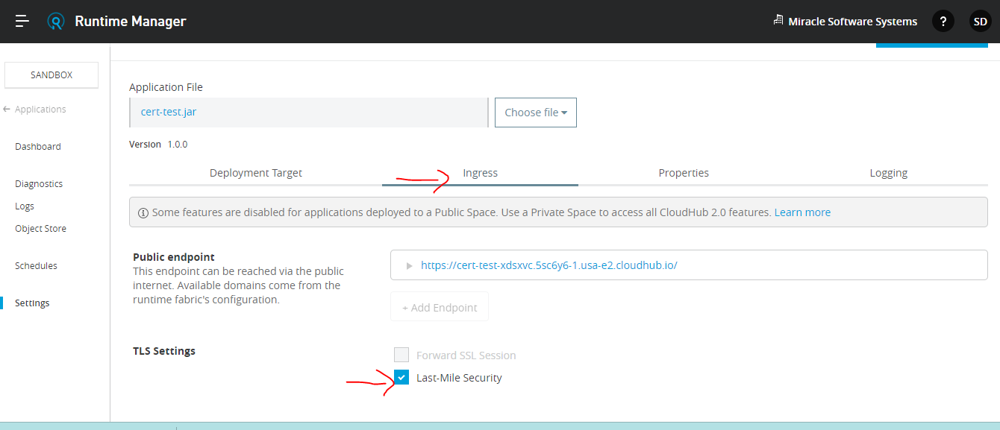 Runtime Manager
Miracle Software Systems
?
SD
SANDBOX
Applications
Dashboard
Diagnostics
Logs
Object Store
Schedules
Settings
Application File
cert-test.jar
Choose file
Version 1.0.0
Deployment Target
Ingress
Properties
Logging
Some features are disabled for applications deployed to a Public Space. Use a Private Space to access all CloudHub 2.0 features. Learn more
Public endpoint
This endpoint can be reached via the public
internet. Available domains come from the
runtime fabric's configuration.
https://cert-test-xdsxvc.5sc6y6-1.usa-e2.cloudhub.io/
+ Add Endpoint
TLS Settings
Forward SSL Session
Last-Mile Security